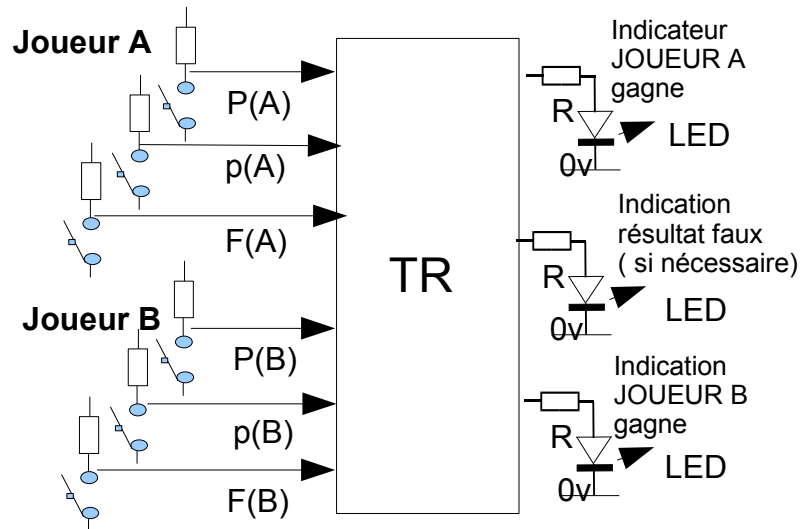 Joueur A
P(A)
p(A)
F(A)
Joueur B
P(B)
p(B)
F(B)
TR
Indicateur
JOUEUR A
gagne
R
LED
0v
Indication
résultat faux
( si nécessaire)
R
LED
0v
Indication
JOUEUR B
gagne
R
LED
0v